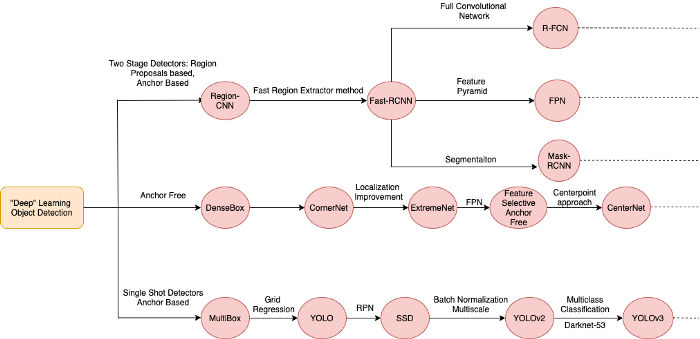 Full Convolutional
Network
R-FCN
Two Stage Detectors: Region
Proposals based,
Anchor Based
Region-
CNN
Fast Region Extractor method
Fast-RCNN
Feature
Pyramid
FPN
Segmentaiton
Mask-
RCNN
"Deep" Learning
Object Detection
Anchor Free
DenseBox
CornerNet
Localization
Improvement
ExtremeNet
FPN
Feature
Selective
Anchor
Free
Centerpoint
approach
CenterNet
Single Shot Detectors
Anchor Based
MultiBox
Grid
Regression
YOLO
RPN
SSD
Batch Normalization
Multiscale
YOLOv2
Multiclass
Classification
Darknet-53
YOLOv3